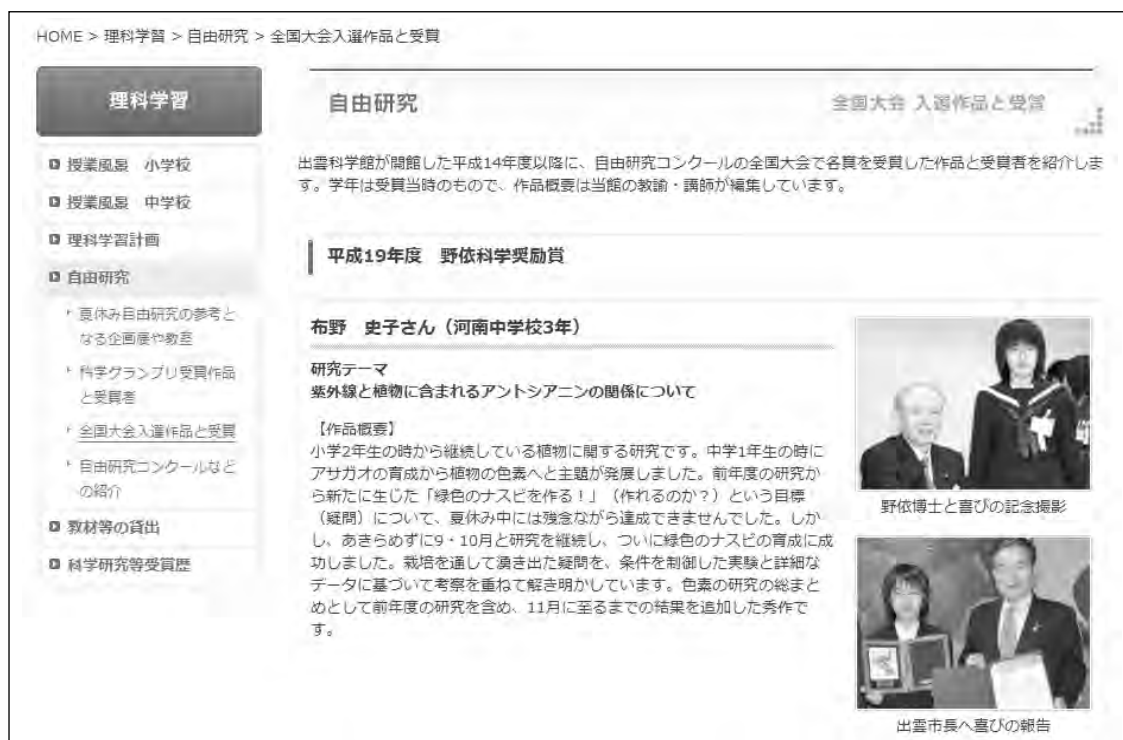 HOME > 理科学習 > 自由研究 > 全国大会入選作品と受賞
理科学習
授業風景 小学校
授業風景 中学校
理科学習計画
自由研究
夏休み自由研究の参考と
なる企画展や教室
科学グランプリ受賞作品
と受賞者
全国大会入選作品と受賞
自由研究コンクールなど
の紹介
教材等の貸出
科学研究等受賞歴
自由研究
全国大会 入選作品と受賞
出雲科学館が開館した平成14年度以降に、自由研究コンクールの全国大会で各賞を受賞した作品と受賞者を紹介しま
す。学年は受賞当時のもので、作品概要は当館の教諭・講師が編集しています。
平成19年度 野依科学奨励賞
布野 史子さん（河南中学校3年）
研究テーマ
紫外線と植物に含まれるアントシアニンの関係について
【作品概要】
小学2年生の時から継続している植物に関する研究です。中学1年生の時に
アサガオの育成から植物の色素へと主題が発展しました。前年度の研究か
ら新たに生じた「緑色のナスビを作る！」（作れるのか？）という目標
（疑問）について、夏休み中には残念ながら達成できませんでした。しか
し、あきらめずに9・10月と研究を継続し、ついに緑色のナスビの育成に成
功しました。栽培を通して湧き出た疑問を、条件を制御した実験と詳細な
データに基づいて考察を重ねて解き明かしています。色素の研究の総まと
めとして前年度の研究を含め、11月に至るまでの結果を追加した秀作で
す。
野依博士と喜びの記念撮影
出雲市長へ喜びの報告